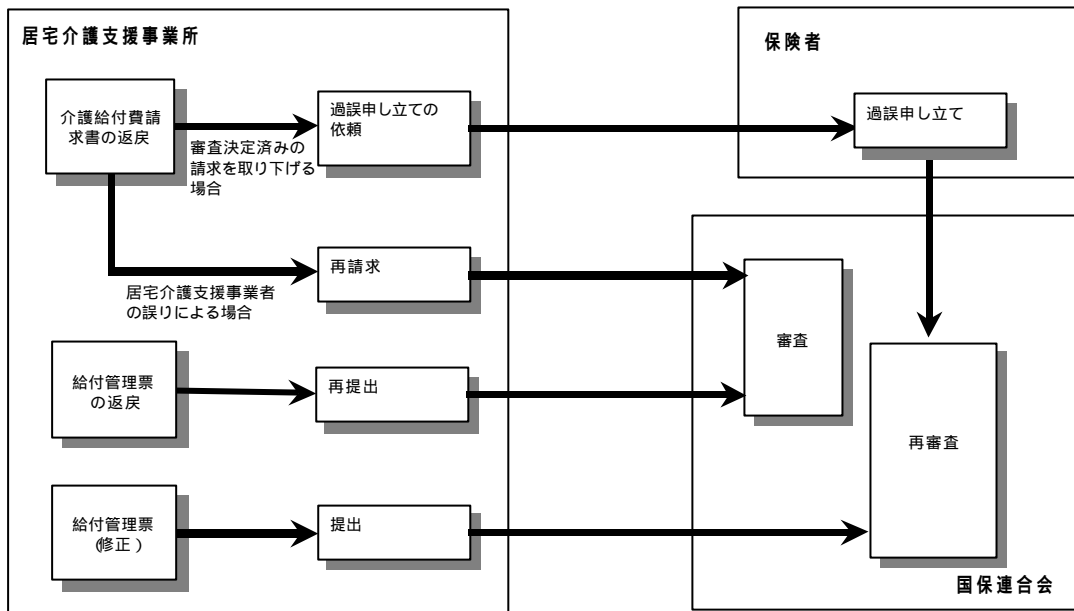 居宅介護支援事業所
保険者
介護給付費請
求書の返戻
過誤申し立ての
依頼
過誤申し立て
審査決定済みの
請求を取り下げる
場合
再請求
居宅介護支援事業者
の誤りによる場合
審査
給付管理票
の返戻
再提出
再審査
給付管理票
(修正)
提出
国保連合会